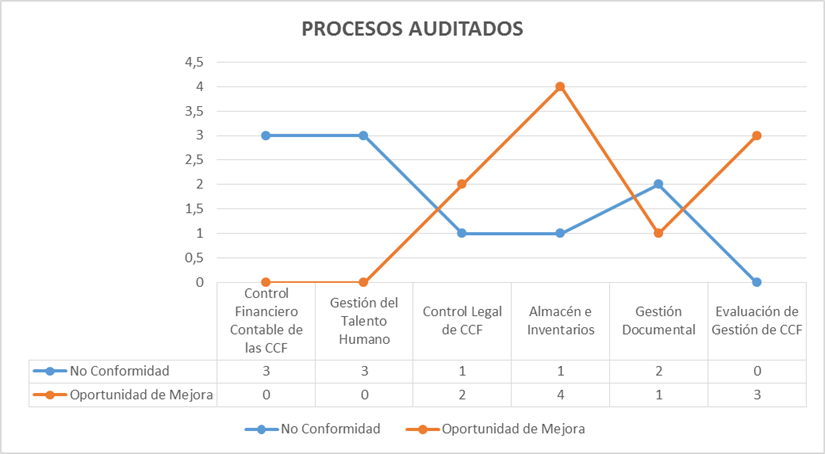 PROCESOS AUDITADOS
4,5
4
3,5
3
2,5
2
1,5
1
0,5
0
Control
Financiero
Contable de
las CCF
Gestión del
Talento
Humano
Control Legal
de CCF
Almacén e
Inventarios
Gestión
Documental
Evaluación de
Gestión de CCF
No Conformidad 3 3 1 1 2 0
Oportunidad de Mejora 0 0 2 4 1 3
No Conformidad Oportunidad de Mejora